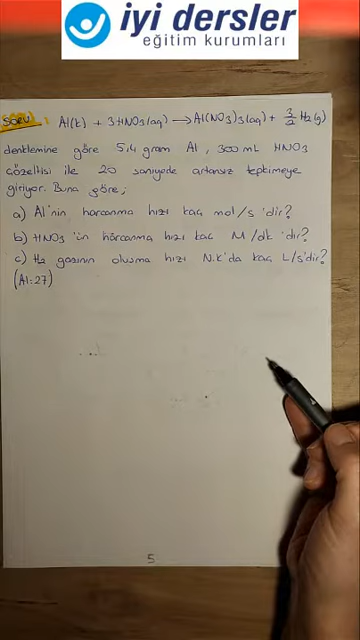 iyi dersler
eğitim kurumları
SORU: Al(k) + 3HNO3(aq) → Al(NO3)3(aq) + 3/2 H2(g)
denklemine göre 5,4 gram Al, 300 mL HNO3
çözeltisi ile 20 saniyede artansız tepkimeye
giriyor. Buna göre;
a) Al'nin harcanma hızı kaç mol/s 'dir?
b) HNO3 'ün harcanma hızı kaç M/dk 'dır?
c) H2 gazının oluşma hızı N.K'da kaç L/s'dir?
(Al:27)
5